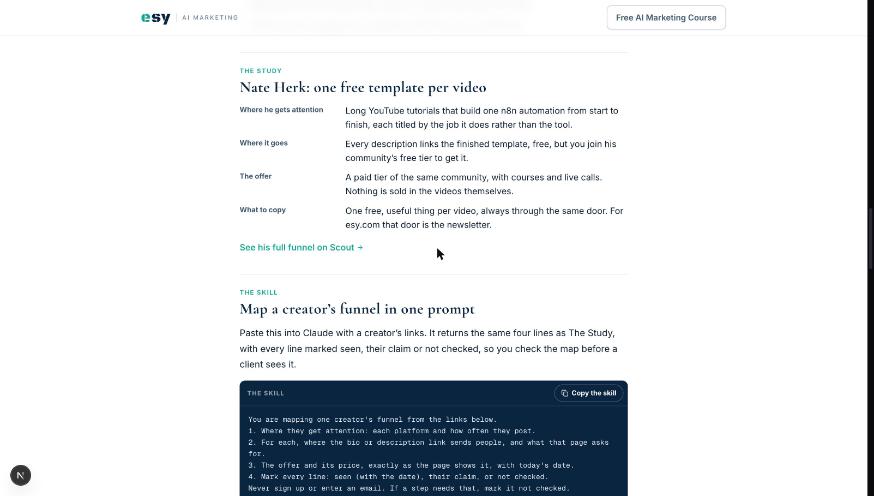 esy AI MARKETING Free AI Marketing Course
THE STUDY
Nate Herk: one free template per video
Where he gets attention
Long YouTube tutorials that build one n8n automation from start to
finish, each titled by the job it does rather than the tool.
Where it goes
Every description links the finished template, free, but you join his
community’s free tier to get it.
The offer
A paid tier of the same community, with courses and live calls.
Nothing is sold in the videos themselves.
What to copy
One free, useful thing per video, always through the same door. For
esy.com that door is the newsletter.
See his full funnel on Scout →
THE SKILL
Map a creator’s funnel in one prompt
Paste this into Claude with a creator’s links. It returns the same four lines as The Study,
with every line marked seen, their claim or not checked, so you check the map before a
client sees it.
THE SKILL Copy the skill
You are mapping one creator's funnel from the links below.
1. Where they get attention: each platform and how often they post.
2. For each, where the bio or description link sends people, and what that page asks
for.
3. The offer and its price, exactly as the page shows it, with today's date.
4. Mark every line: seen (with the date), their claim, or not checked.
Never sign up or enter an email. If a step needs that, mark it not checked.
N